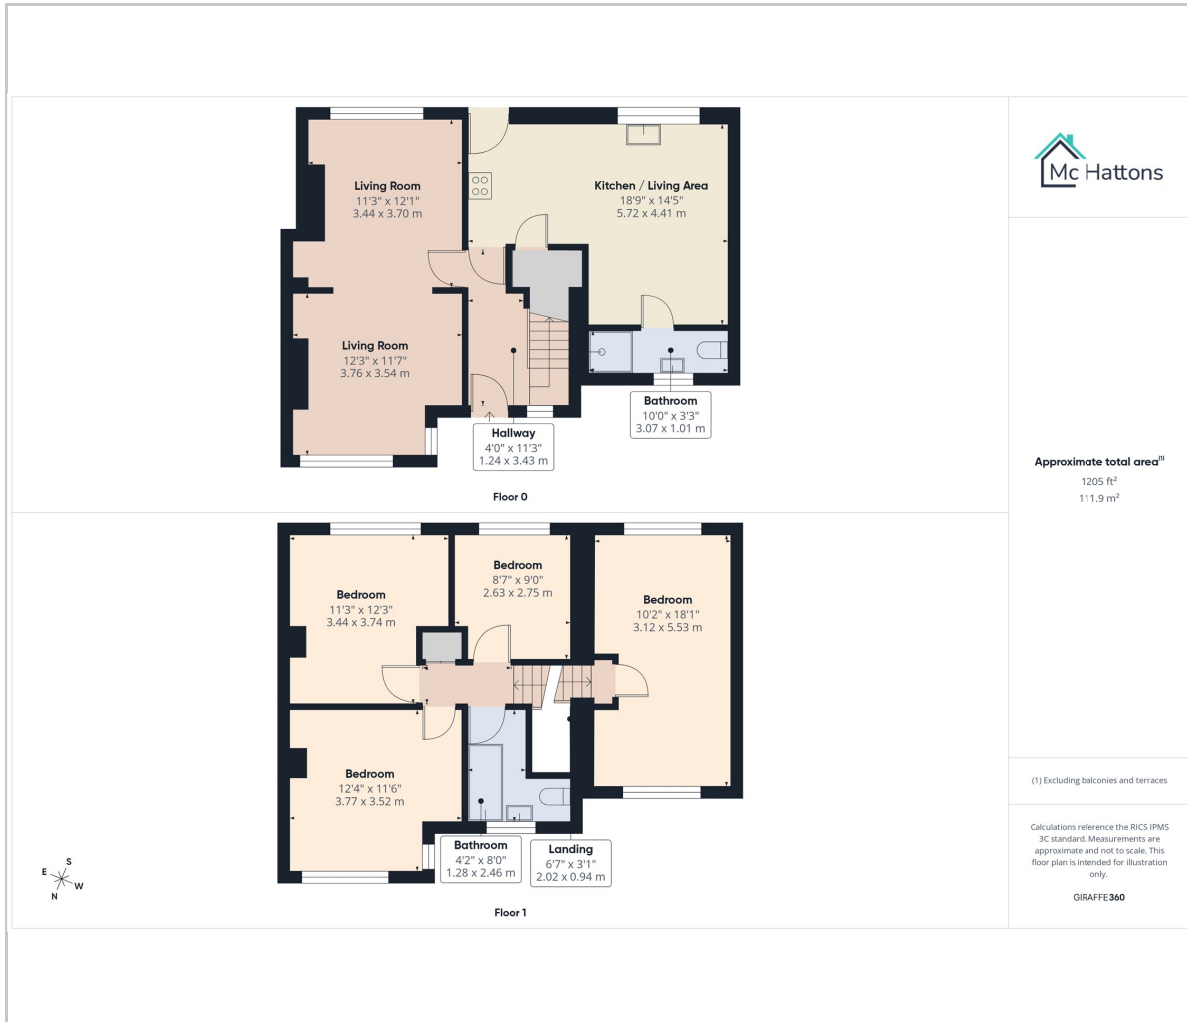 Living Room
11'3" x 12'1"
3.44 x 3.70 m
Kitchen / Living Area
18'9" x 14'5"
5.72 x 4.41 m
Living Room
12'3" x 11'7"
3.76 x 3.54 m
Bathroom
10'0" x 3'3"
3.07 x 1.01 m
Hallway
4'0" x 11'3"
1.24 x 3.43 m
Floor 0
Bedroom
11'3" x 12'3"
3.44 x 3.74 m
Bedroom
8'7" x 9'0"
2.63 x 2.75 m
Bedroom
10'2" x 18'1"
3.12 x 5.53 m
Bedroom
12'4" x 11'6"
3.77 x 3.52 m
Bathroom
4'2" x 8'0"
1.28 x 2.46 m
Landing
6'7" x 3'1"
2.02 x 0.94 m
Floor 1
S
E
W
N
Mc Hattons
Approximate total area(1)
1205 ft²
111.9 m²
(1) Excluding balconies and terraces
Calculations reference the RICS IPMS
3C standard. Measurements are
approximate and not to scale. This
floor plan is intended for illustration
only.
GIRAFFE360